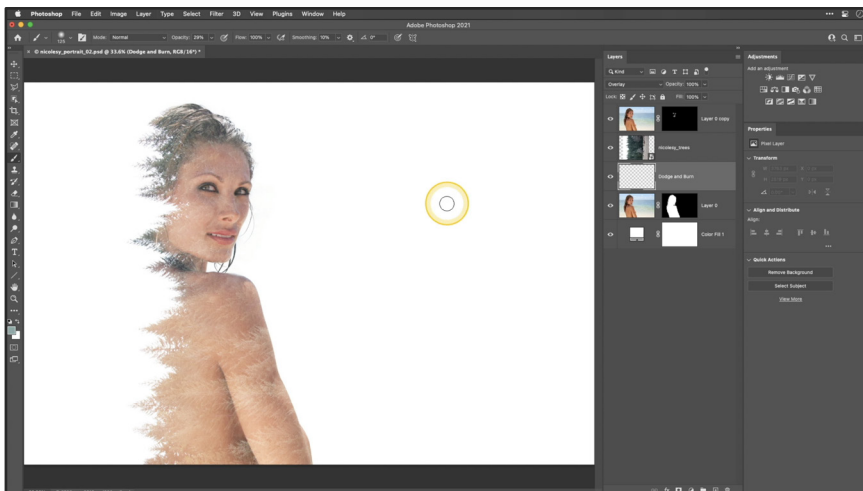 Photoshop File Edit Image Layer Type Select Filter 3D View Plugins Window Help
Adobe Photoshop 2021
125 Mode: Normal Opacity: 29% Flow: 100% Smoothing: 10% 0°
× © nicolesy_portrait_02.psd @ 33.6% (Dodge and Burn, RGB/16*) *
Layers
Kind
Overlay Opacity: 100%
Lock: Fill: 100%
Layer 0 copy
nicolesy_trees
Dodge and Burn
Layer 0
Color Fill 1
fx
Adjustments
Add an adjustment
Properties
Pixel Layer
Transform
Align and Distribute
Align:
Quick Actions
Remove Background
Select Subject
View More